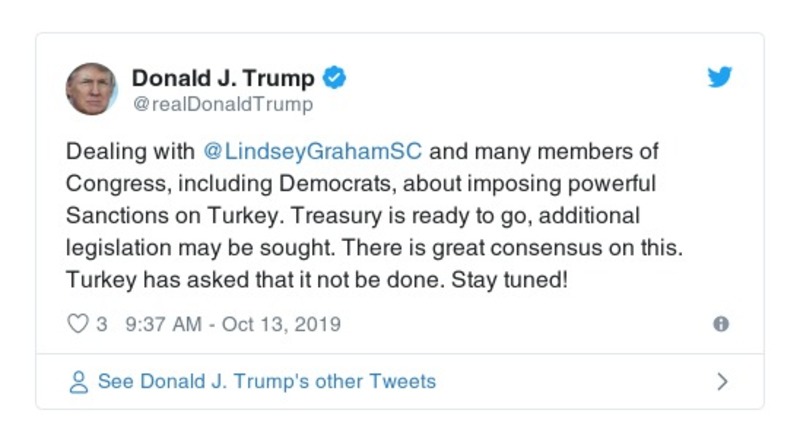 Donald J. Trump
@realDonaldTrump
Dealing with @LindseyGrahamSC and many members of
Congress, including Democrats, about imposing powerful
Sanctions on Turkey. Treasury is ready to go, additional
legislation may be sought. There is great consensus on this.
Turkey has asked that it not be done. Stay tuned!
3 9:37 AM - Oct 13, 2019
See Donald J. Trump's other Tweets